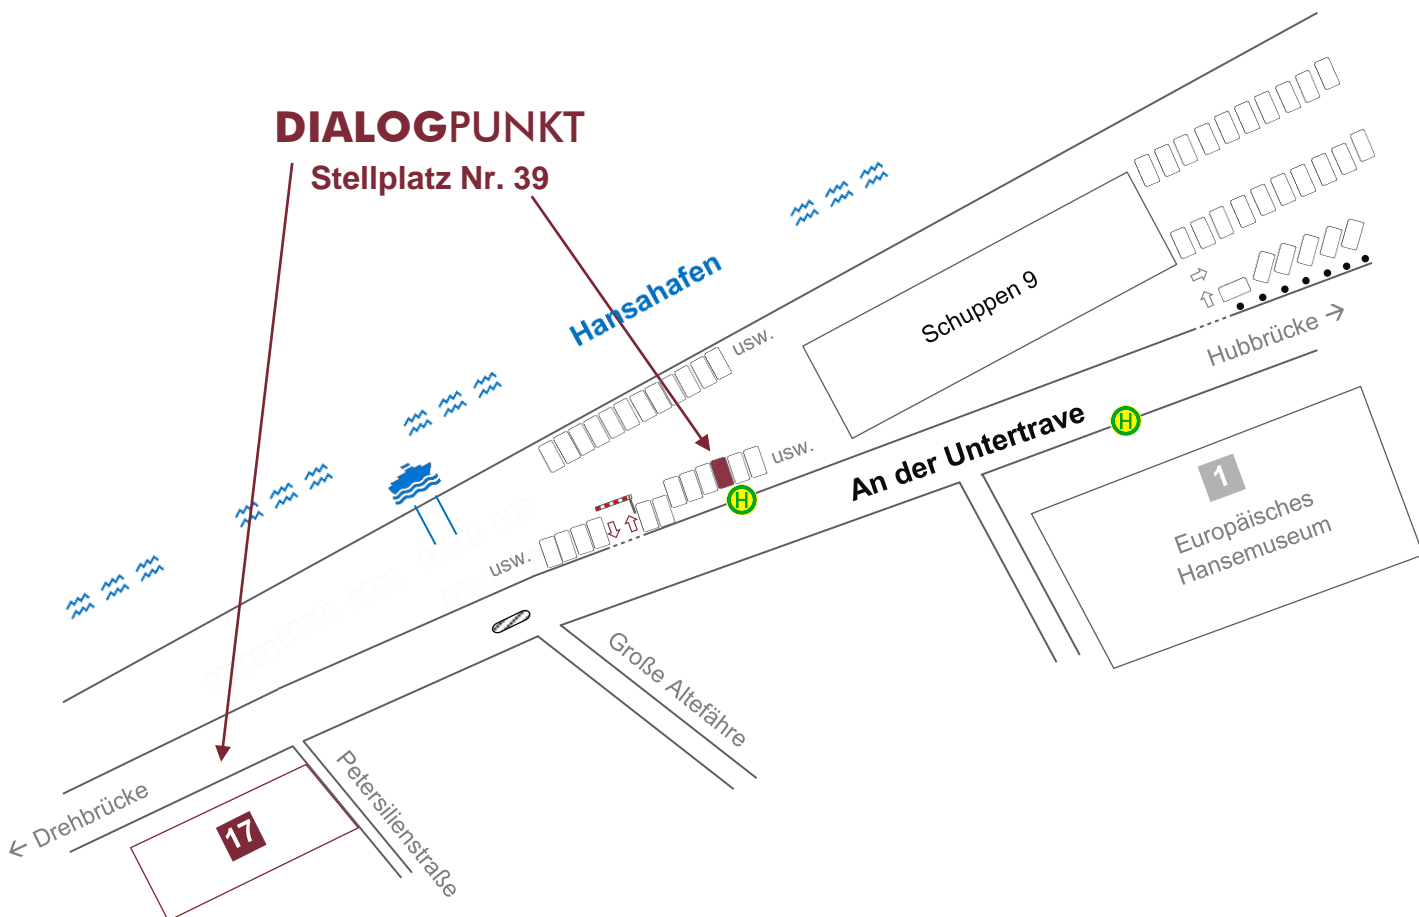 DIALOGPUNKT
Stellplatz Nr. 39
Hansahafen
usw.
Schuppen 9
Hubbrücke →
usw.
H
An der Untertrave
H
usw.
1
Europäisches
Hansemuseum
Große Altefähre
Petersilienstraße
← Drehbrücke
17